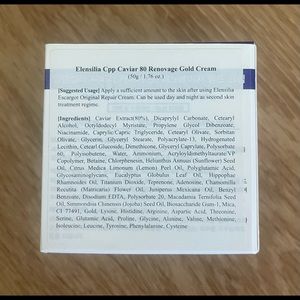 Elensilia Cpp Caviar 80 Renovage Gold Cream
(50g / 1.76 oz.)
[Suggested Usage] Apply a sufficient amount to the skin after using Elensilia
Escargot Original Repair Cream. Can be used day and night as second skin
treatment regime.
[Ingredients] Caviar Extract(80%), Dicaprylyl Carbonate, Cetearyl
Alcohol, Octyldodecyl Myristate, Propylene Glycol Dibenzoate,
Niacinamide, Caprylic/Capric Triglyceride, Cetearyl Olivate, Sorbitan
Olivate, Glycerin, Glyceryl Stearate, Polyacrylate-13, Hydrogenated
Lecithin, Cetearyl Glucoside, Dimethicone, Glyceryl Caprylate, Polysorbate
60, Polyisobutene, Water, Ammonium, Acryloyldimethyltaurate/VP
Copolymer, Butane, Chlorphenesin, Helianthus Annuus (Sunflower) Seed
Oil, Citrus Medica Limonum (Lemon) Peel Oil, Polyglutamic Acid,
Glycosaminoglycans, Eucalyptus Globulus Leaf Oil, Hippophae
Rhamnoides Oil, Titanium Dioxide, Teprenone, Adenosine, Chamomilla
Recutita (Matricaria) Flower Oil, Juniperus Mexicana Oil, Benzyl
Benzoate, Disodium EDTA, Polysorbate 20, Macadamia Ternifolia Seed
Oil, Simmondsia Chinensis (Jojoba) Seed Oil, Biosaccharide Gum-1, Mica,
CI 77491, Gold, Lysine, Histidine, Arginine, Aspartic Acid, Threonine,
Serine, Glutamic Acid, Proline, Glycine, Alanine, Valine, Methionine,
Isoleucine, Leucine, Tyrosine, Phenylalanine, Cysteine